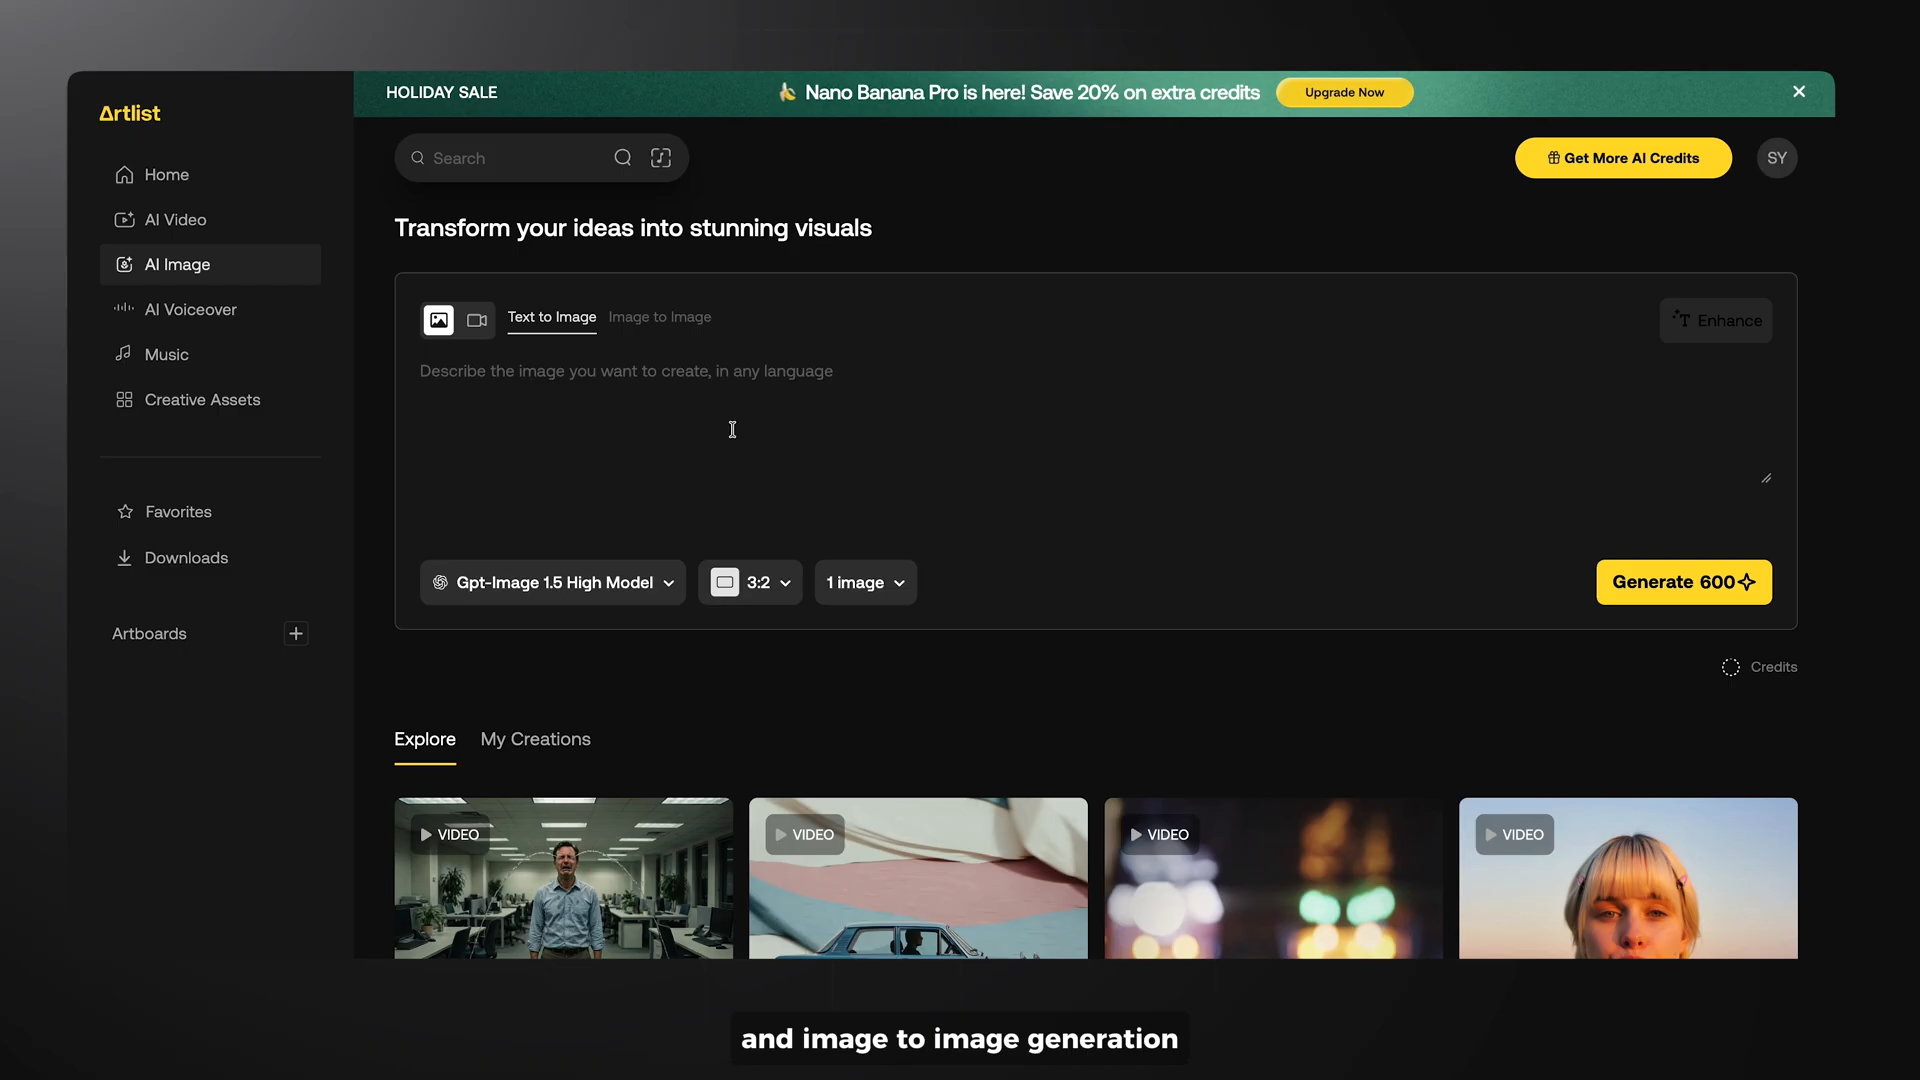 HOLIDAY SALE
Nano Banana Pro is here! Save 20% on extra credits
Upgrade Now
Artlist
Search
Get More AI Credits
SY
Home
AI Video
AI Image
AI Voiceover
Music
Creative Assets
Favorites
Downloads
Artboards
Transform your ideas into stunning visuals
Text to Image
Image to Image
Enhance
Describe the image you want to create, in any language
Gpt-Image 1.5 High Model
3:2
1 image
Generate 600
Credits
Explore
My Creations
VIDEO
VIDEO
VIDEO
VIDEO
and image to image generation